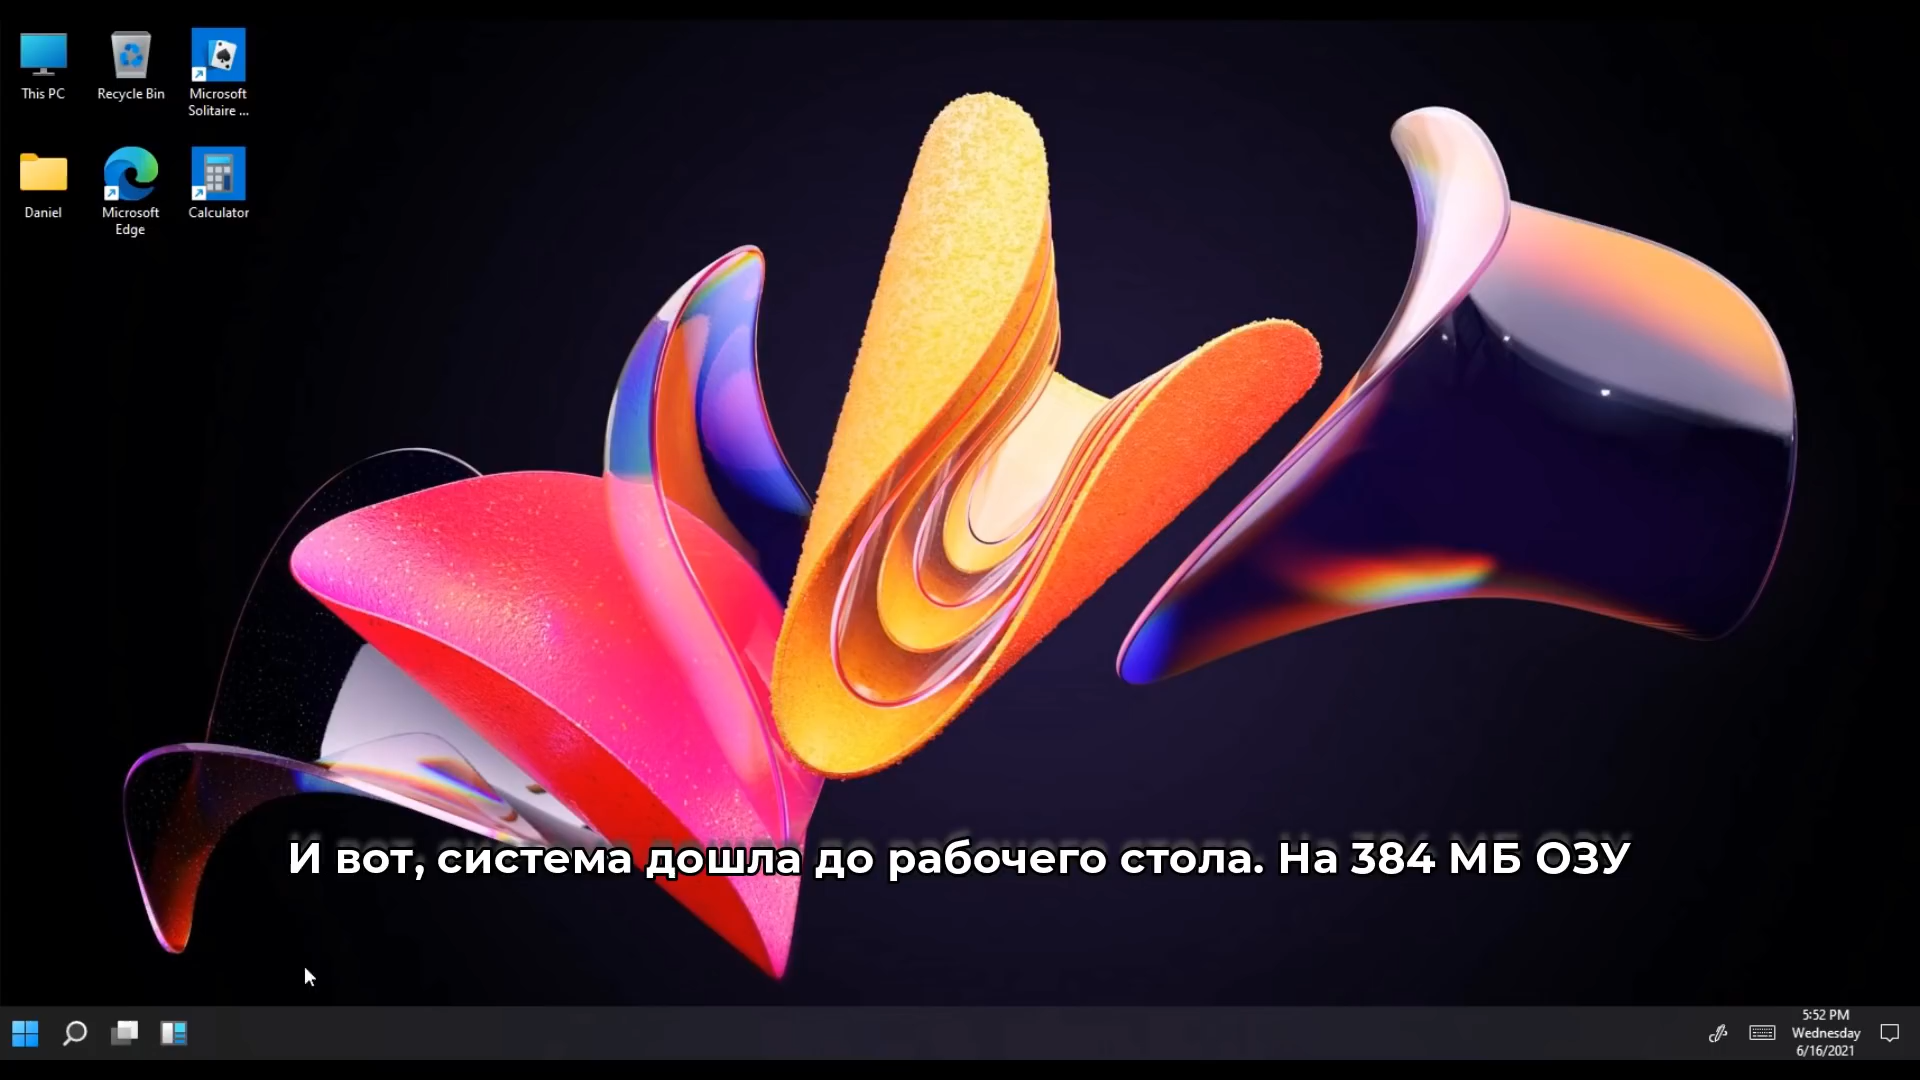 This PC
Recycle Bin
Microsoft
Solitaire ...
Daniel
Microsoft
Edge
Calculator
И вот, система дошла до рабочего стола. На 384 МБ ОЗУ
5:52 PM
Wednesday
6/16/2021